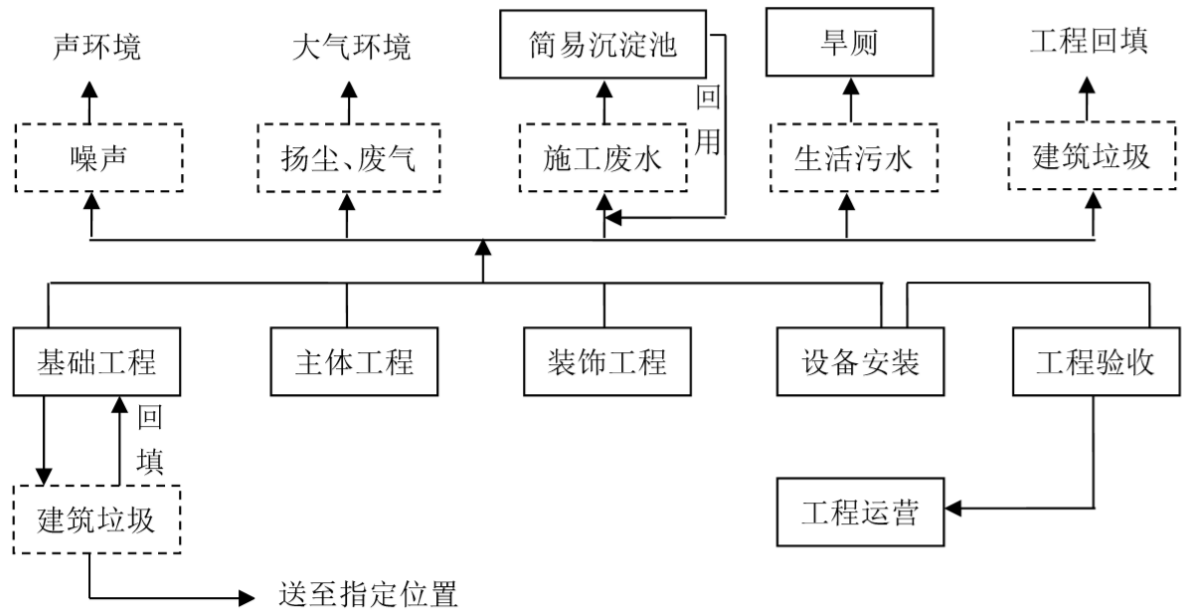 声环境
大气环境
简易沉淀池
旱厕
工程回填
回用
噪声
扬尘、废气
施工废水
生活污水
建筑垃圾
基础工程
主体工程
装饰工程
设备安装
工程验收
回填
建筑垃圾
工程运营
送至指定位置